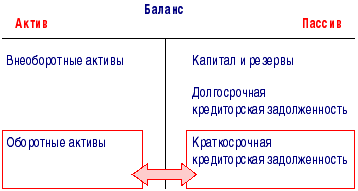 Баланс
Актив
Пассив
Внеоборотные активы
Капитал и резервы
Долгосрочная
кредиторская задолженность
Оборотные активы
Краткосрочная
кредиторская задолженность